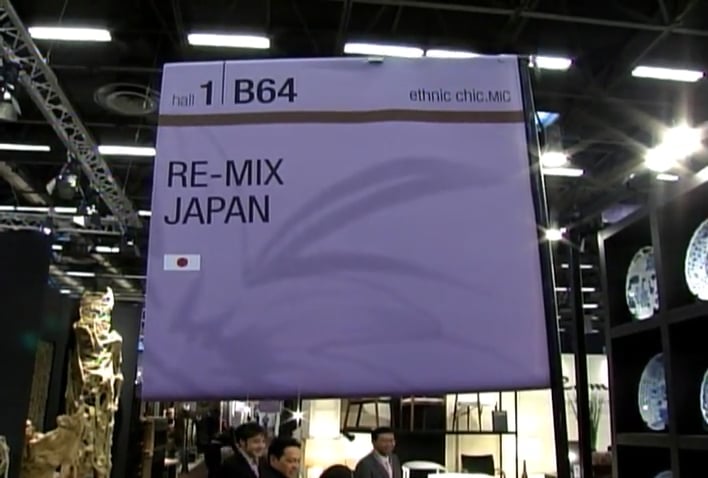 hall 1 B64 ethnic chic.MIC
RE-MIX
JAPAN